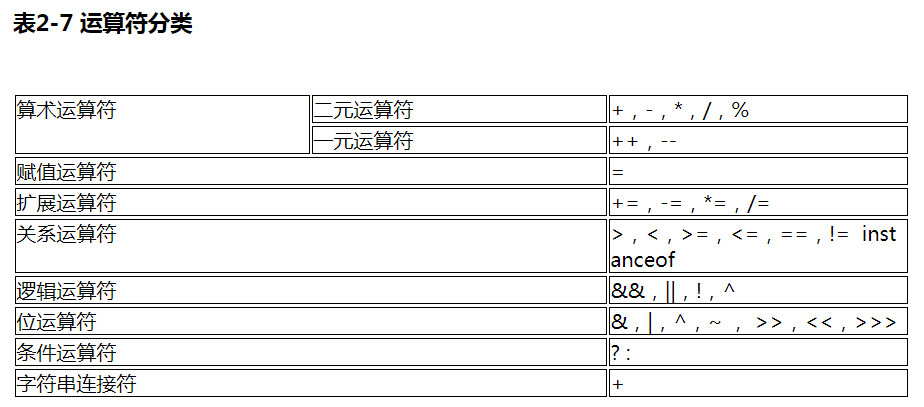 表2-7 运算符分类
算术运算符 二元运算符 + , - , * , / , %
一元运算符 ++ , --
赋值运算符 =
扩展运算符 += , -= , *= , /=
关系运算符 > , < , >= , <= , == , != inst
anceof
逻辑运算符 && , || , ! , ^
位运算符 & , | , ^ , ~ , >> , << , >>>
条件运算符 ? :
字符串连接符 +